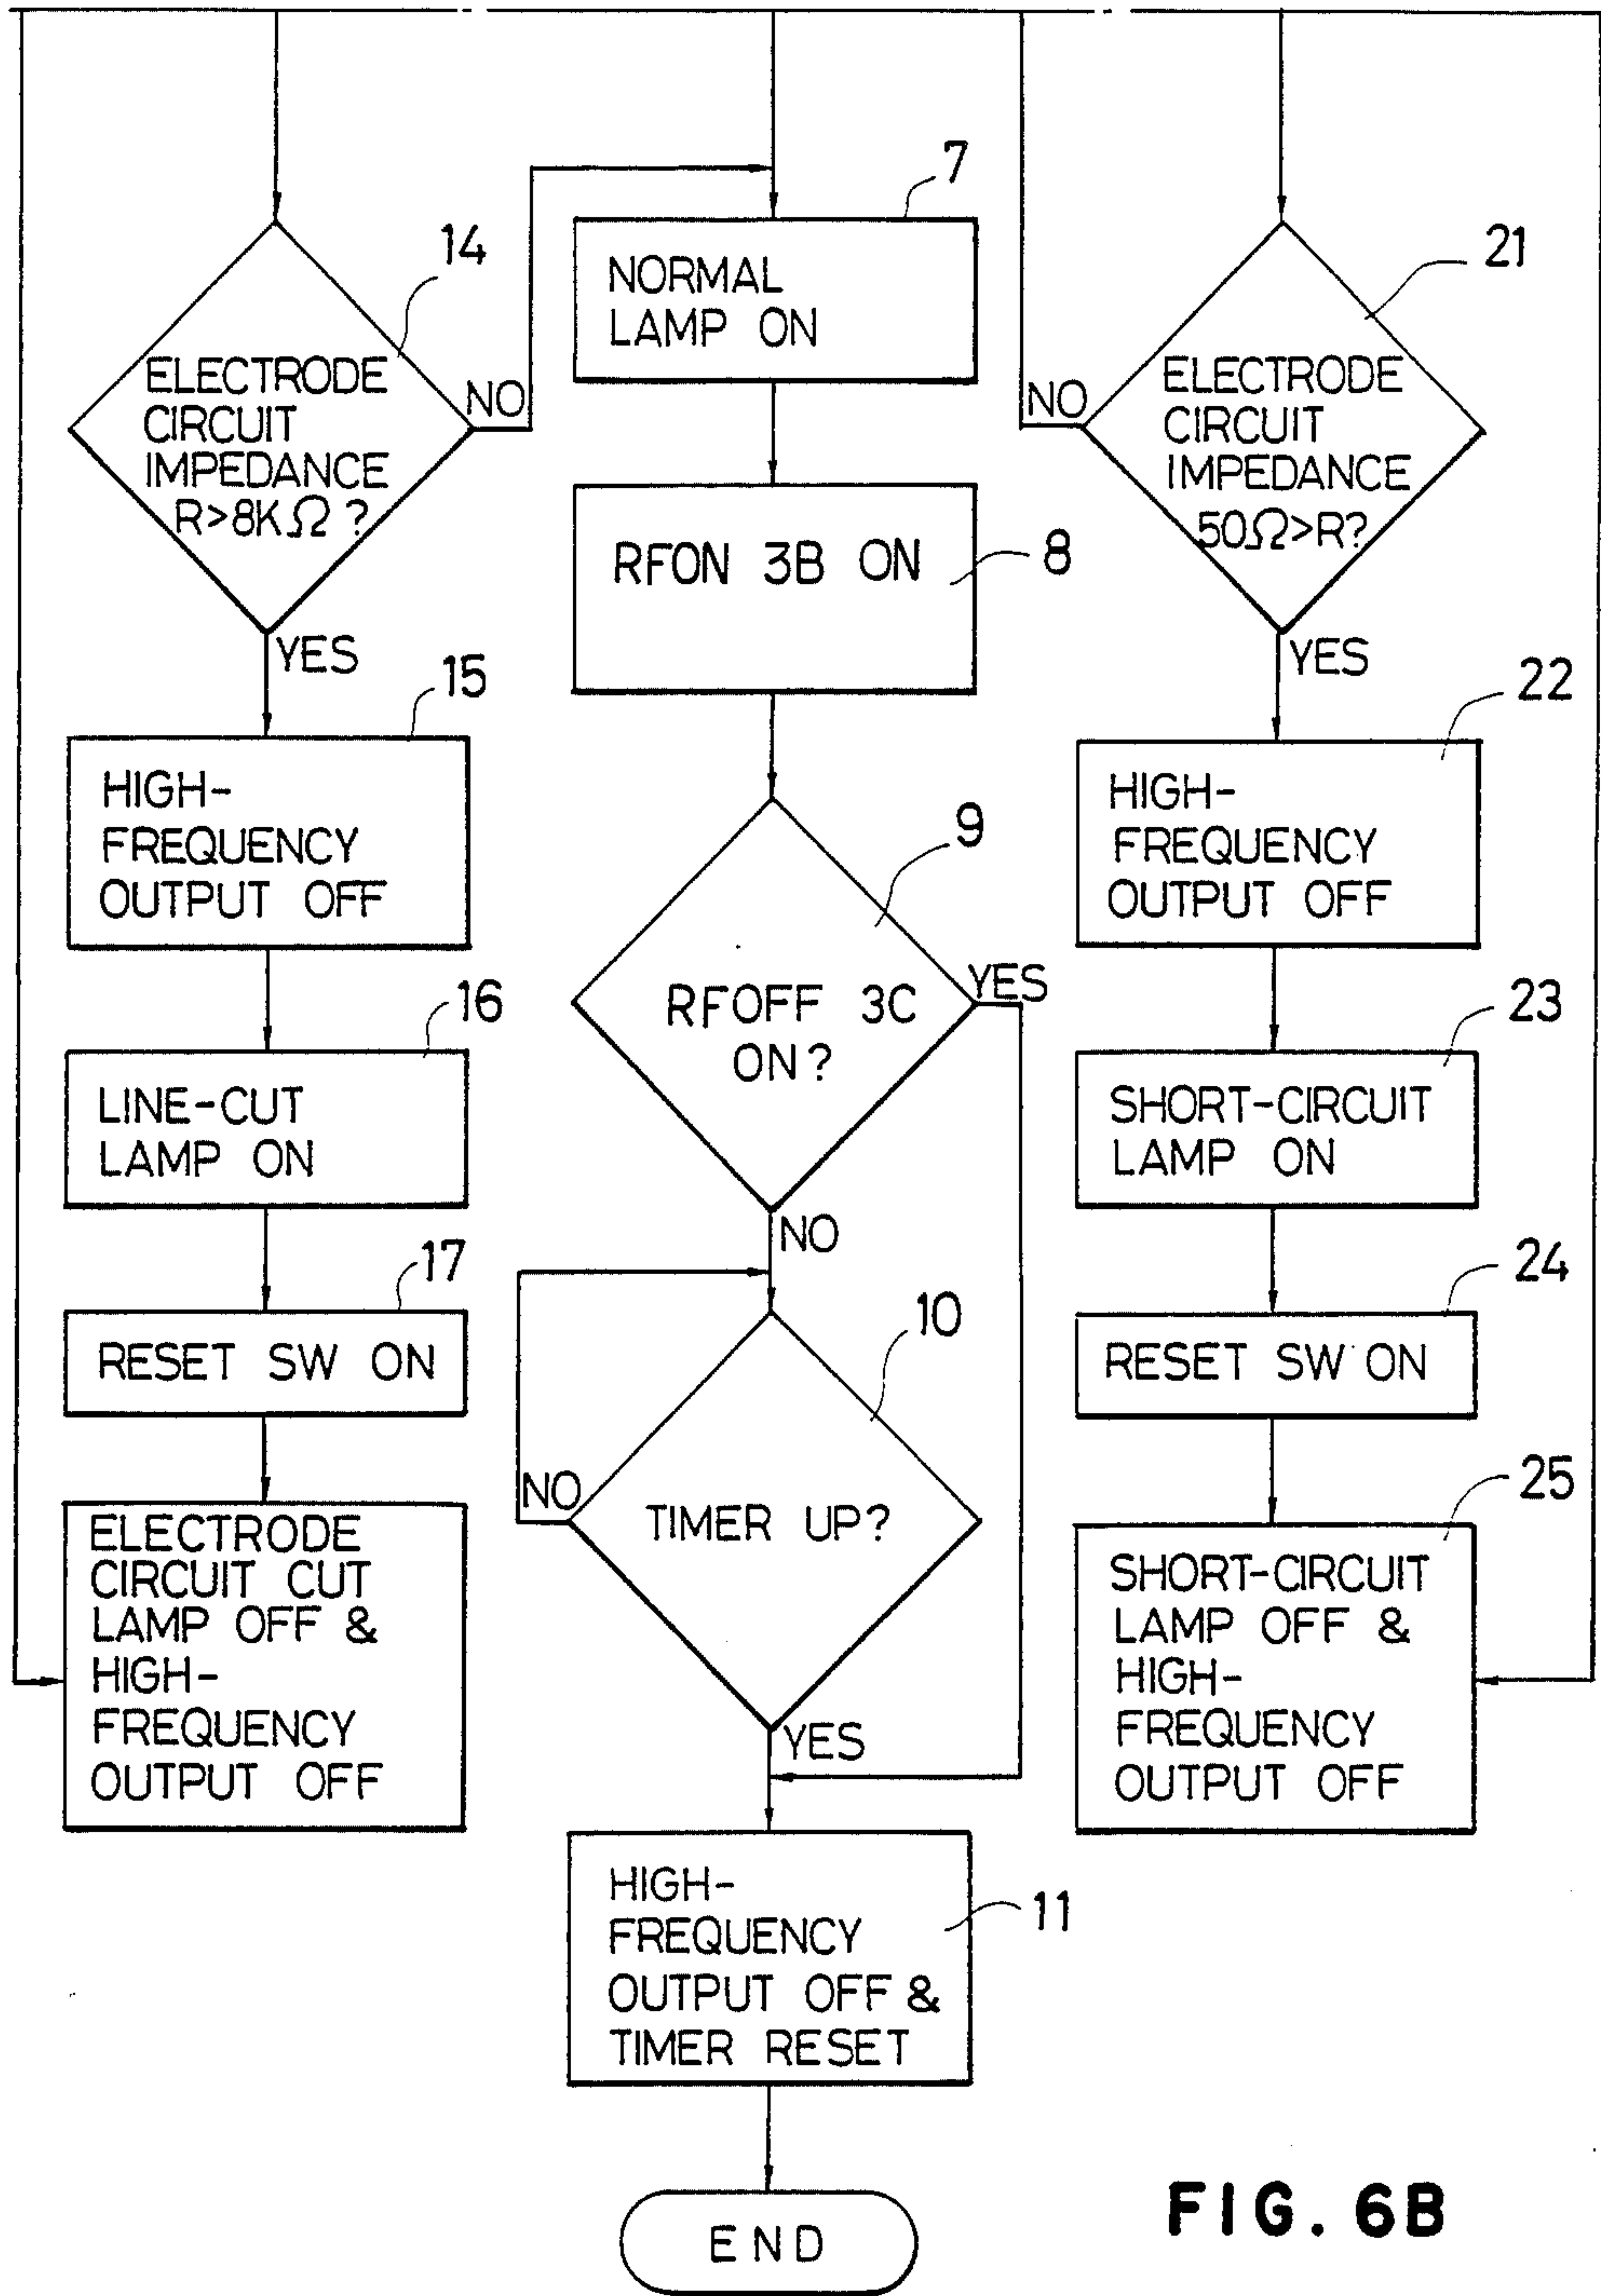 14
ELECTRODE
CIRCUIT
IMPEDANCE
R>8KΩ?
NO
YES
15
HIGH-
FREQUENCY
OUTPUT OFF
16
LINE-CUT
LAMP ON
17
RESET SW ON
ELECTRODE
CIRCUIT CUT
LAMP OFF &
HIGH-
FREQUENCY
OUTPUT OFF
7
NORMAL
LAMP ON
8
RFON 3B ON
9
RFOFF 3C
ON?
YES
NO
10
TIMER UP?
NO
YES
11
HIGH-
FREQUENCY
OUTPUT OFF &
TIMER RESET
END
21
ELECTRODE
CIRCUIT
IMPEDANCE
50Ω>R?
NO
YES
22
HIGH-
FREQUENCY
OUTPUT OFF
23
SHORT-CIRCUIT
LAMP ON
24
RESET SW ON
25
SHORT-CIRCUIT
LAMP OFF &
HIGH-
FREQUENCY
OUTPUT OFF
FIG. 6B